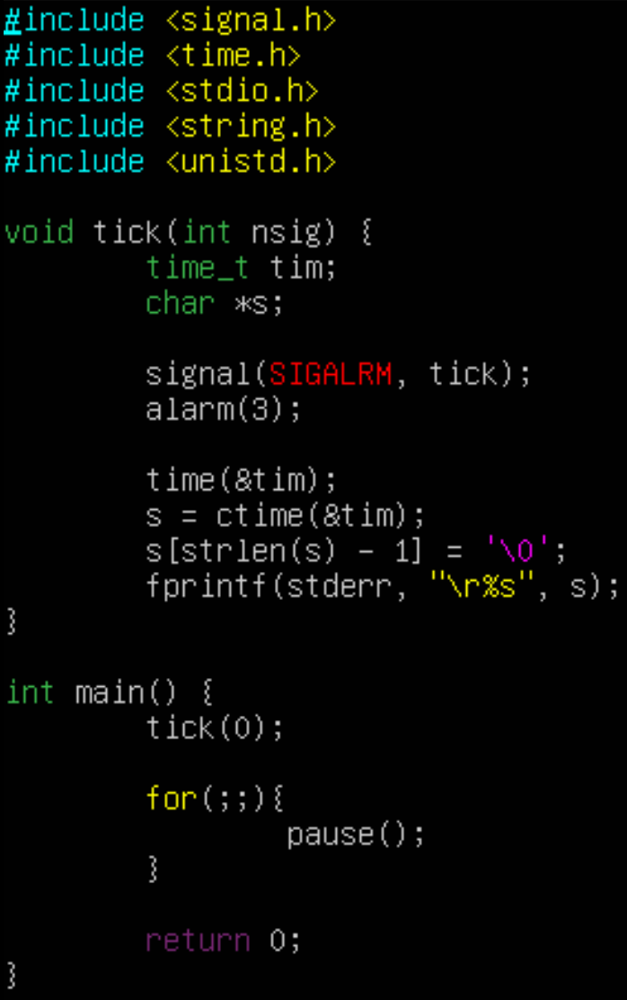 #include <signal.h>
#include <time.h>
#include <stdio.h>
#include <string.h>
#include <unistd.h>
void tick(int nsig) {
time_t tim;
char *s;
signal(SIGALRM, tick);
alarm(3);
time(&tim);
s = ctime(&tim);
s[strlen(s) - 1] = '\0';
fprintf(stderr, "\r%s", s);
}
int main() {
tick(0);
for(;;){
pause();
}
return 0;
}